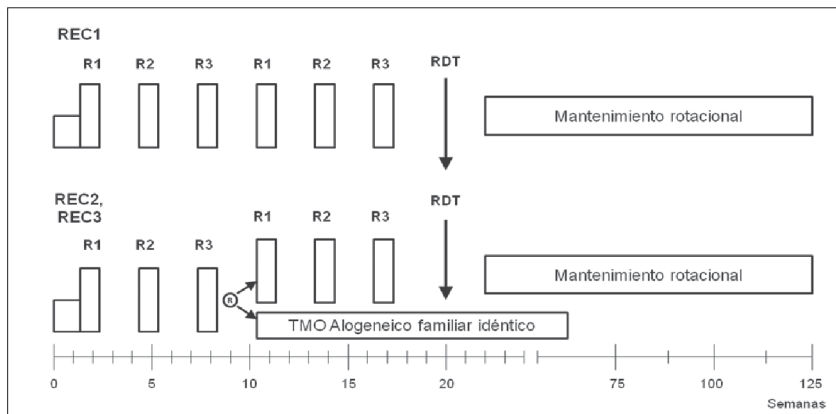 REC1
R1 R2 R3 R1 R2 R3 RDT
Mantenimiento rotacional
REC2,
REC3
R1 R2 R3 R1 R2 R3 RDT
R
Mantenimiento rotacional
TMO Alogeneico familiar idéntico
0 5 10 15 20 75 100 125
Semanas